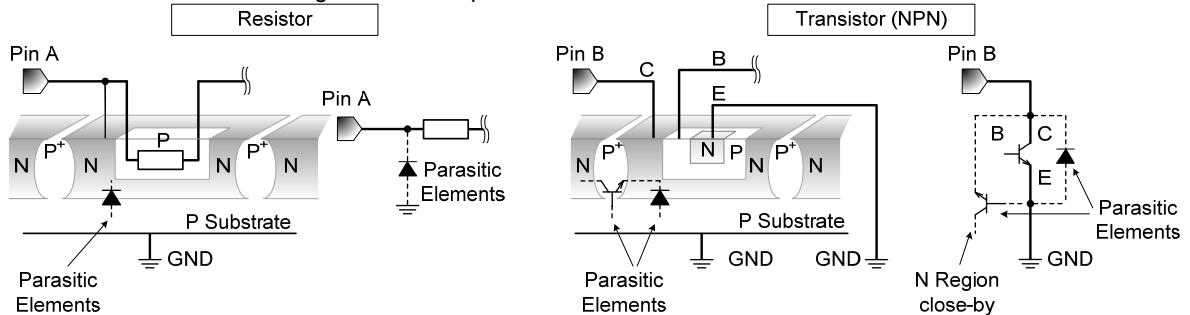 Resistor
Pin A
N
P+
N
P
N
P+
N
P Substrate
GND
Parasitic
Elements
Pin A
Parasitic
Elements
Transistor (NPN)
Pin B
C
B
E
N
P+
N
P
N
P+
N
P Substrate
GND
GND
Parasitic
Elements
Pin B
B
C
E
Parasitic
Elements
N Region
close-by